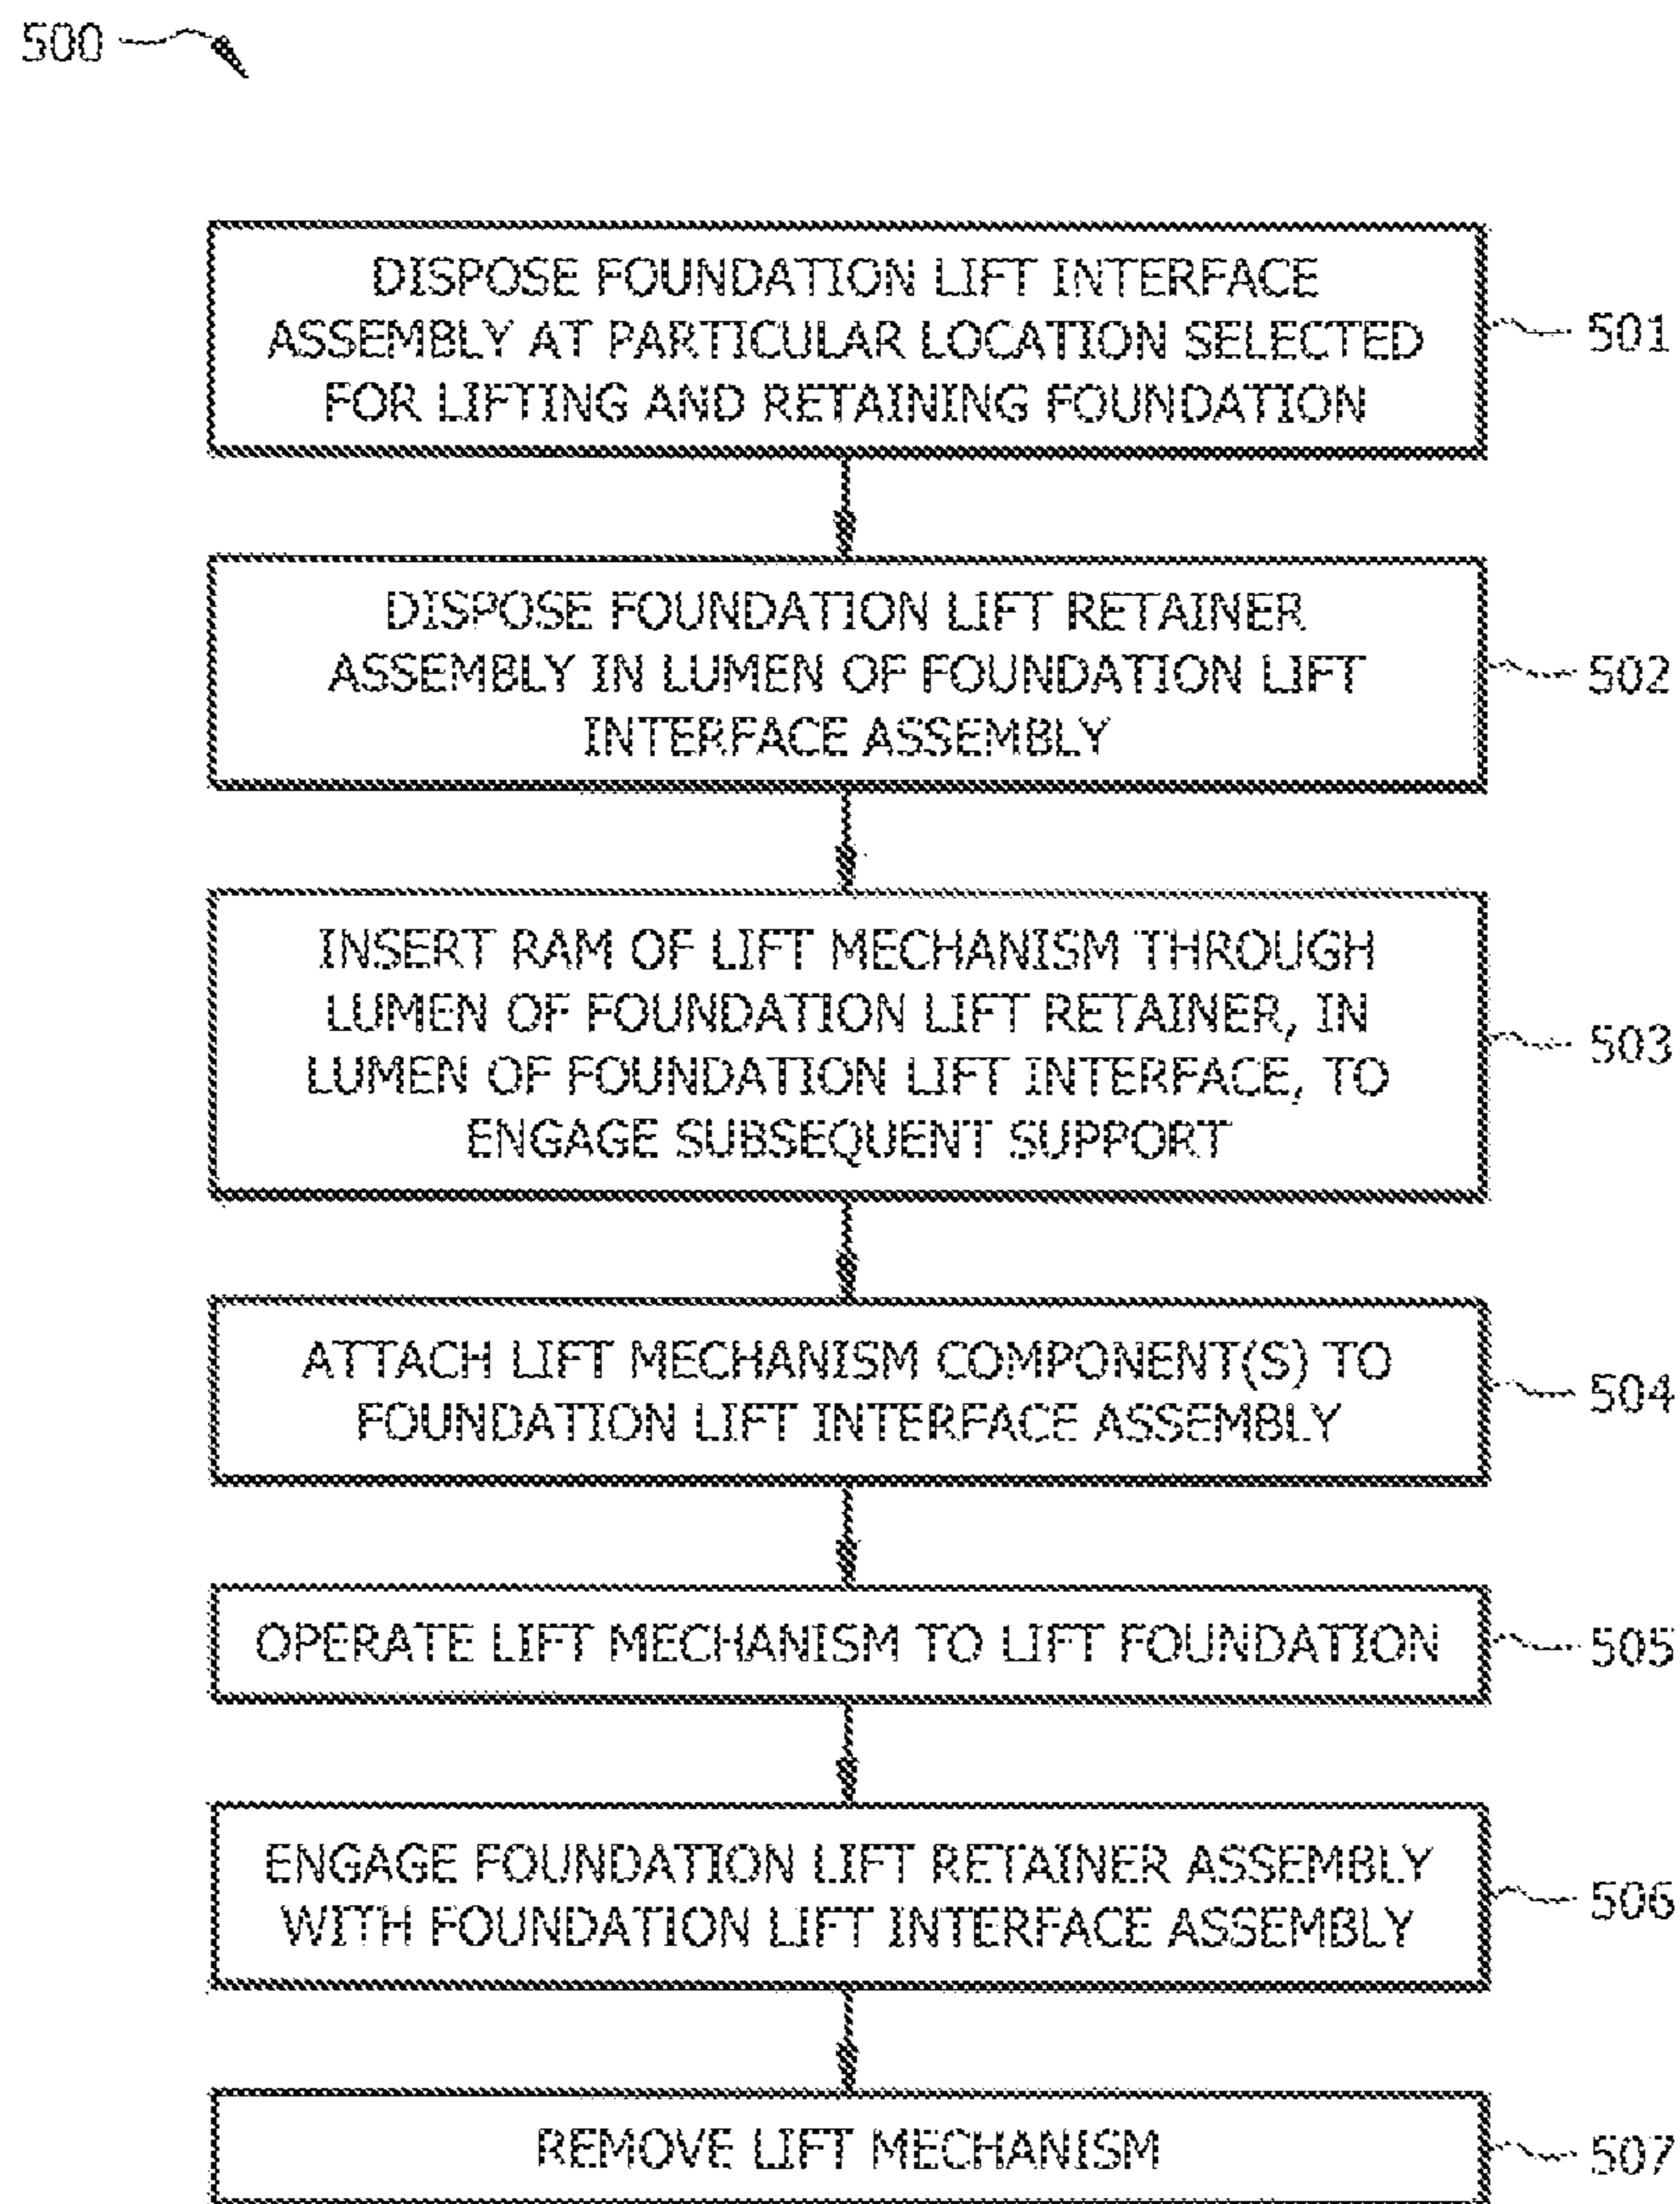 500
DISPOSE FOUNDATION LIFT INTERFACE
ASSEMBLY AT PARTICULAR LOCATION SELECTED
FOR LIFTING AND RETAINING FOUNDATION
501
DISPOSE FOUNDATION LIFT RETAINER
ASSEMBLY IN LUMEN OF FOUNDATION LIFT
INTERFACE ASSEMBLY
502
INSERT RAM OF LIFT MECHANISM THROUGH
LUMEN OF FOUNDATION LIFT RETAINER, IN
LUMEN OF FOUNDATION LIFT INTERFACE, TO
ENGAGE SUBSEQUENT SUPPORT
503
ATTACH LIFT MECHANISM COMPONENT(S) TO
FOUNDATION LIFT INTERFACE ASSEMBLY
504
OPERATE LIFT MECHANISM TO LIFT FOUNDATION
505
ENGAGE FOUNDATION LIFT RETAINER ASSEMBLY
WITH FOUNDATION LIFT INTERFACE ASSEMBLY
506
REMOVE LIFT MECHANISM
507